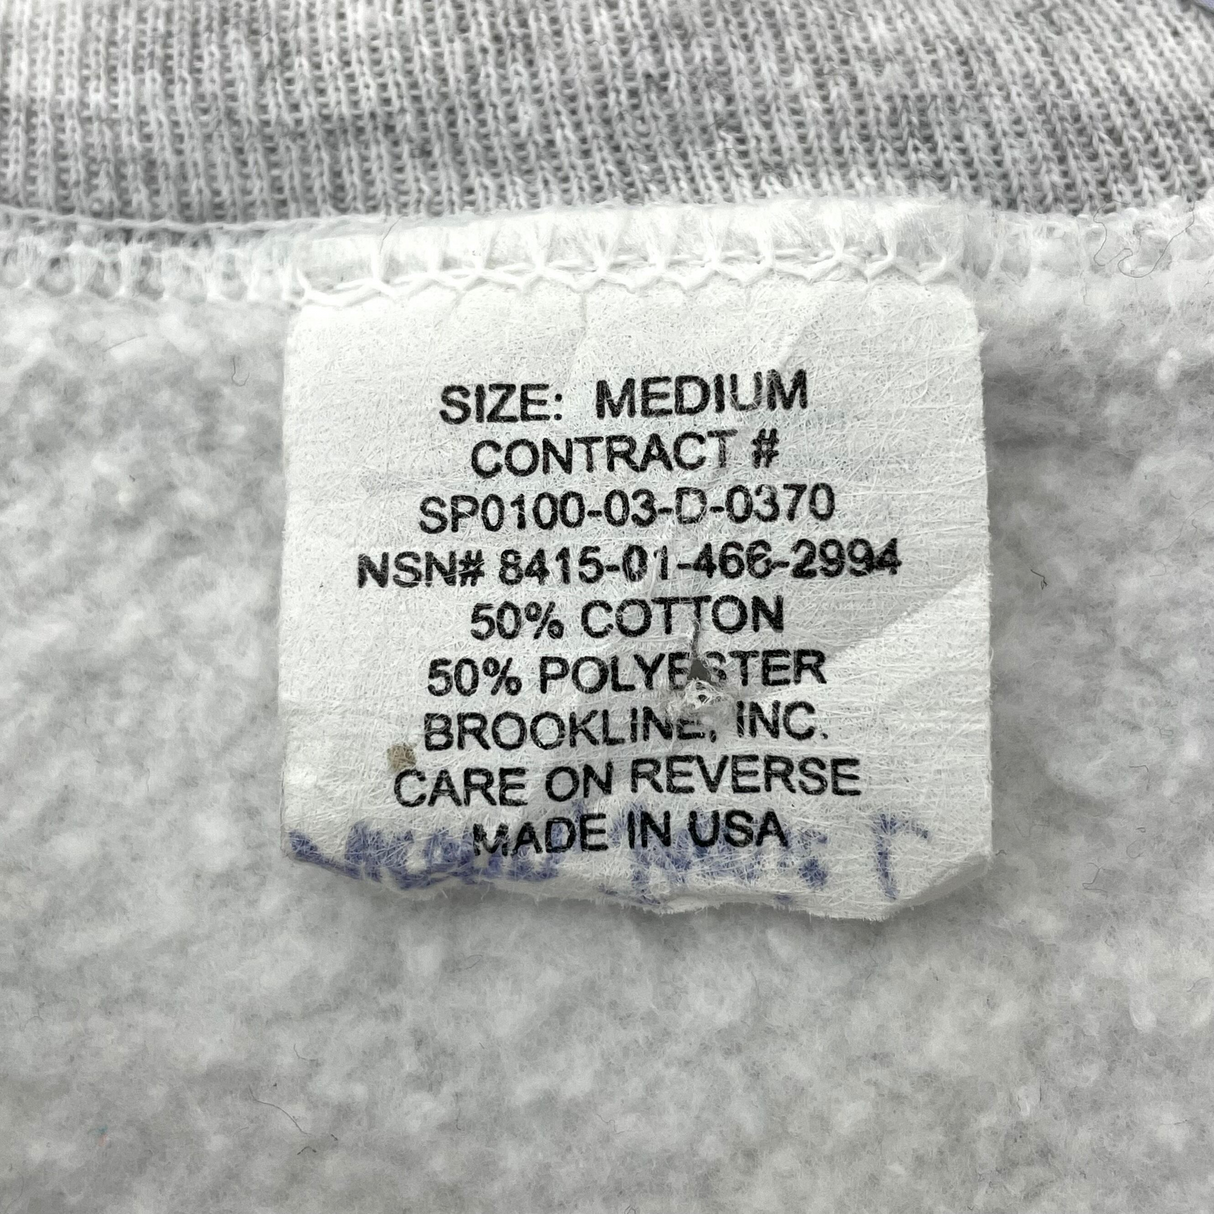 SIZE: MEDIUM
CONTRACT #
SP0100-03-D-0370
NSN# 8415-01-466-2994
50% COTTON
50% POLYESTER
BROOKLINE, INC.
CARE ON REVERSE
MADE IN USA